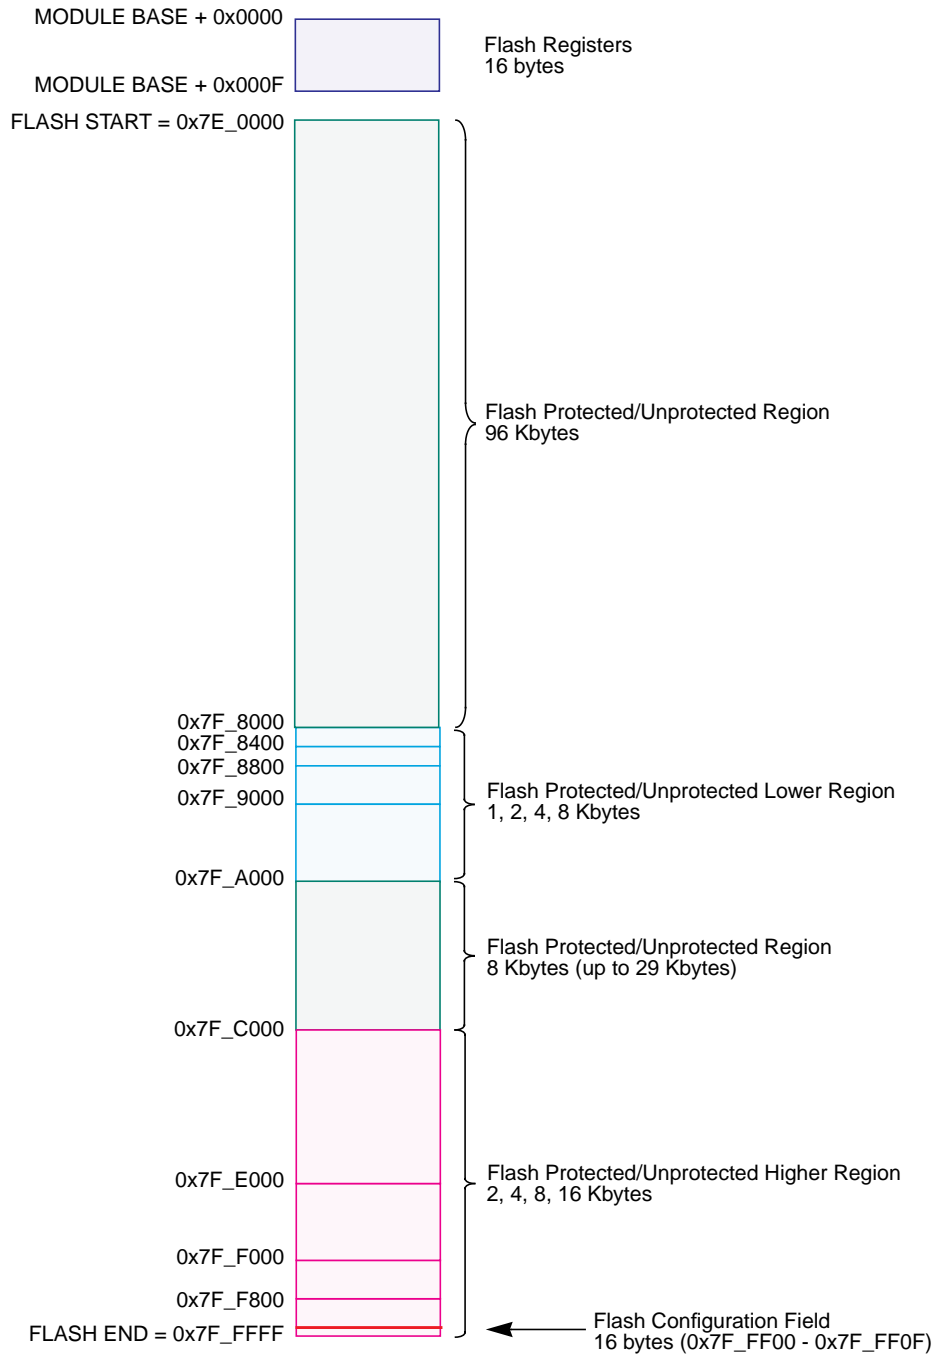 MODULE BASE + 0x0000
Flash Registers
16 bytes
MODULE BASE + 0x000F
FLASH START = 0x7E_0000
Flash Protected/Unprotected Region
96 Kbytes
0x7F_8000
0x7F_8400
0x7F_8800
0x7F_9000
Flash Protected/Unprotected Lower Region
1, 2, 4, 8 Kbytes
0x7F_A000
Flash Protected/Unprotected Region
8 Kbytes (up to 29 Kbytes)
0x7F_C000
Flash Protected/Unprotected Higher Region
2, 4, 8, 16 Kbytes
0x7F_E000
0x7F_F000
0x7F_F800
FLASH END = 0x7F_FFFF
Flash Configuration Field
16 bytes (0x7F_FF00 - 0x7F_FF0F)